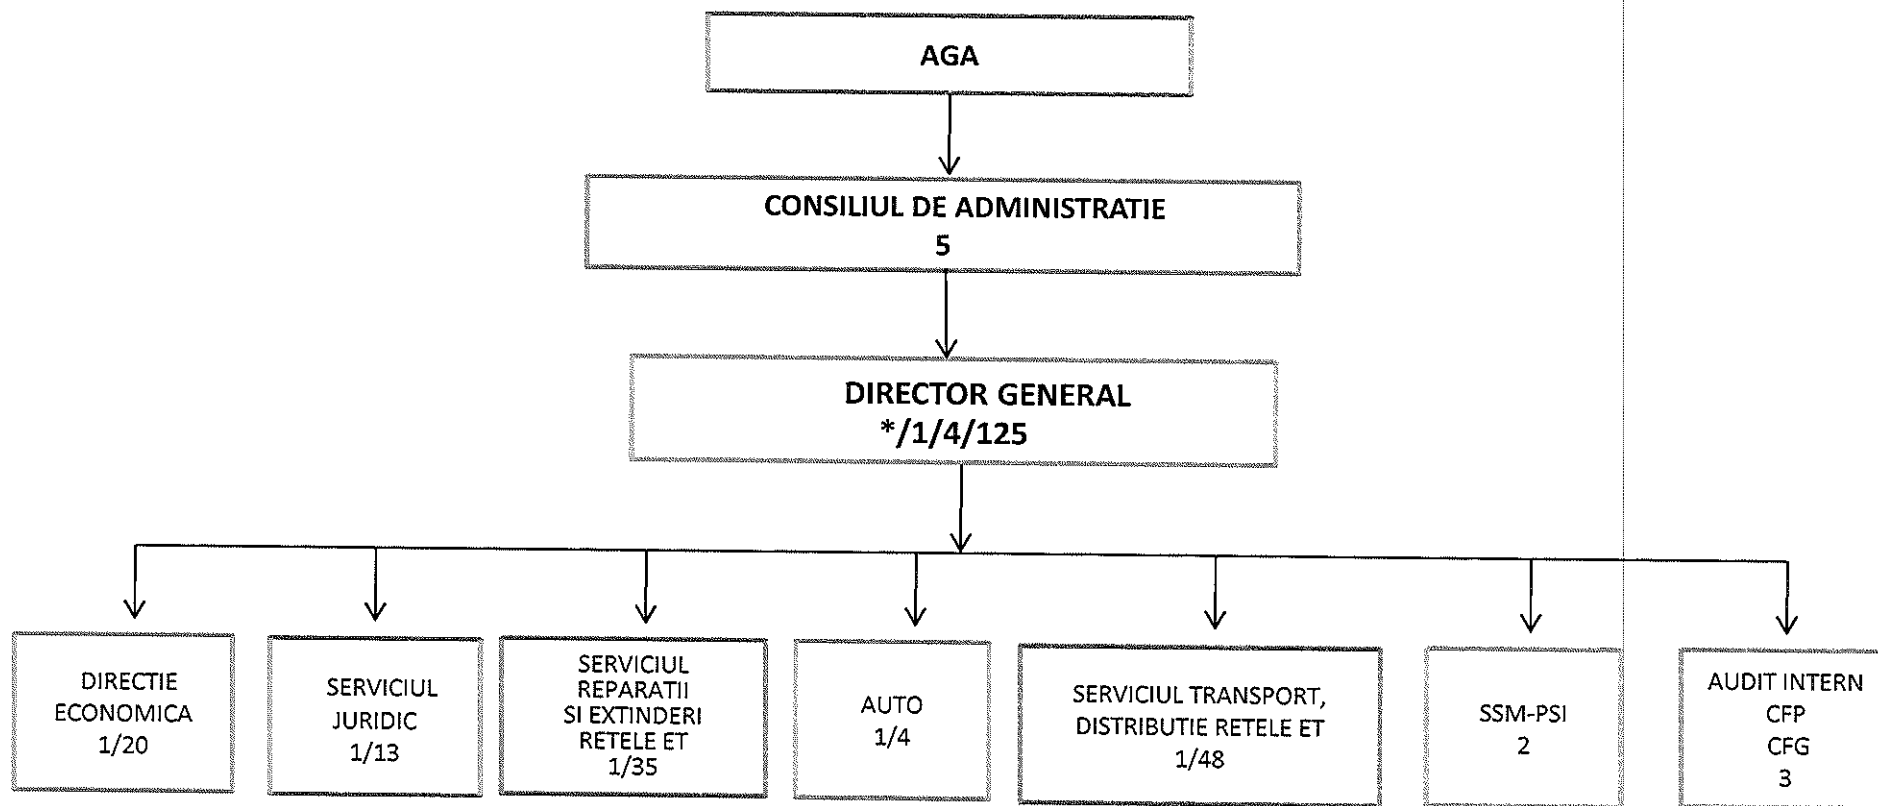 AGA
CONSILIUL DE ADMINISTRATIE
5
DIRECTOR GENERAL
*/1/4/125
DIRECTIE
ECONOMICA
1/20
SERVICIUL
JURIDIC
1/13
SERVICIUL
REPARATII
SI EXTINDERI
RETELE ET
1/35
AUTO
1/4
SERVICIUL TRANSPORT,
DISTRIBUTIE RETELE ET
1/48
SSM-PSI
2
AUDIT INTERN
CFP
CFG
3